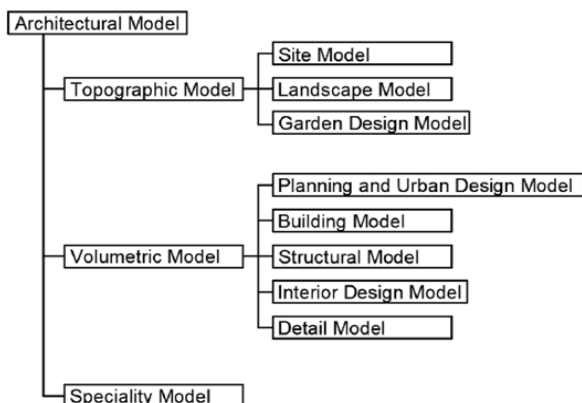 Architectural Model
Site Model
Topographic Model
Landscape Model
Garden Design Model
Planning and Urban Design Model
Building Model
Volumetric Model
Structural Model
Interior Design Model
Detail Model
Speciality Model